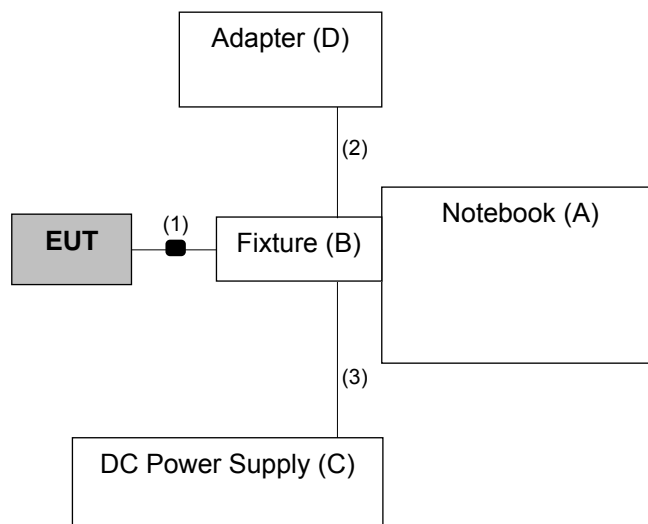 Adapter (D)
(2)
Notebook (A)
(1)
EUT
Fixture (B)
(3)
DC Power Supply (C)